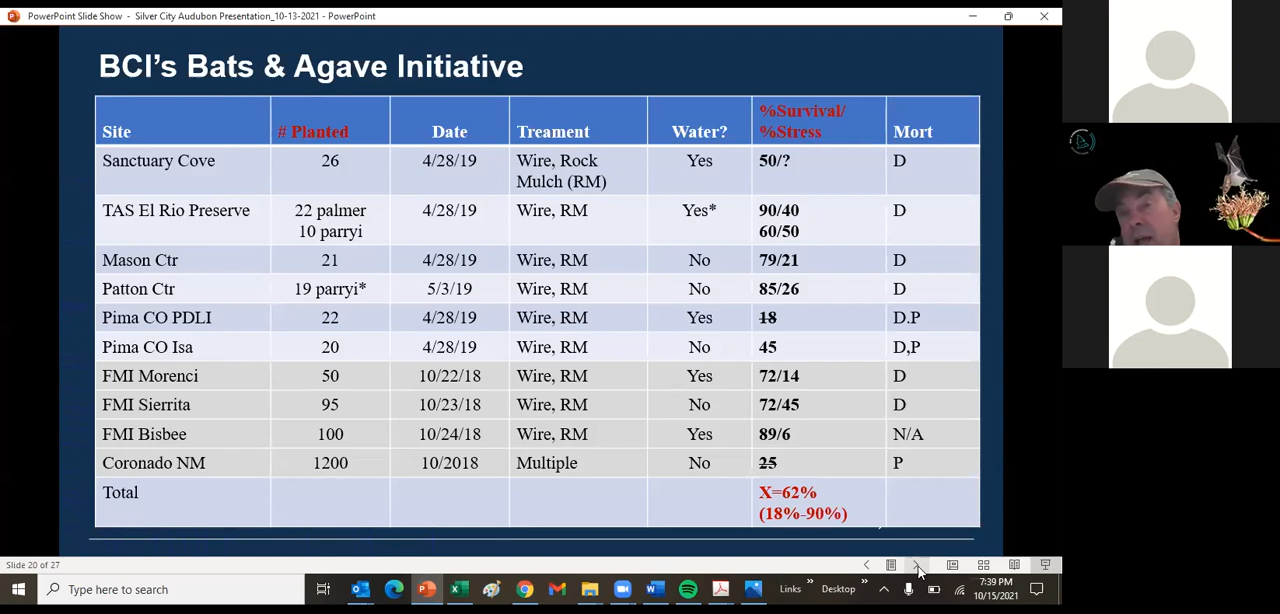 PowerPoint Slide Show - Silver City Audubon Presentation_10-13-2021 - PowerPoint
BCI's Bats & Agave Initiative
Site # Planted Date Treament Water? %Survival/ %Stress Mort
Sanctuary Cove 26 4/28/19 Wire, Rock Mulch (RM) Yes 50/? D
TAS El Rio Preserve 22 palmer 10 parryi 4/28/19 Wire, RM Yes* 90/40 60/50 D
Mason Ctr 21 4/28/19 Wire, RM No 79/21 D
Patton Ctr 19 parryi* 5/3/19 Wire, RM No 85/26 D
Pima CO PDLI 22 4/28/19 Wire, RM Yes 18 D.P
Pima CO Isa 20 4/28/19 Wire, RM No 45 D,P
FMI Morenci 50 10/22/18 Wire, RM Yes 72/14 D
FMI Sierrita 95 10/23/18 Wire, RM No 72/45 D
FMI Bisbee 100 10/24/18 Wire, RM Yes 89/6 N/A
Coronado NM 1200 10/2018 Multiple No 25 P
Total X=62% (18%-90%)
Slide 20 of 27
Type here to search
Links
Desktop
7:39 PM
10/15/2021